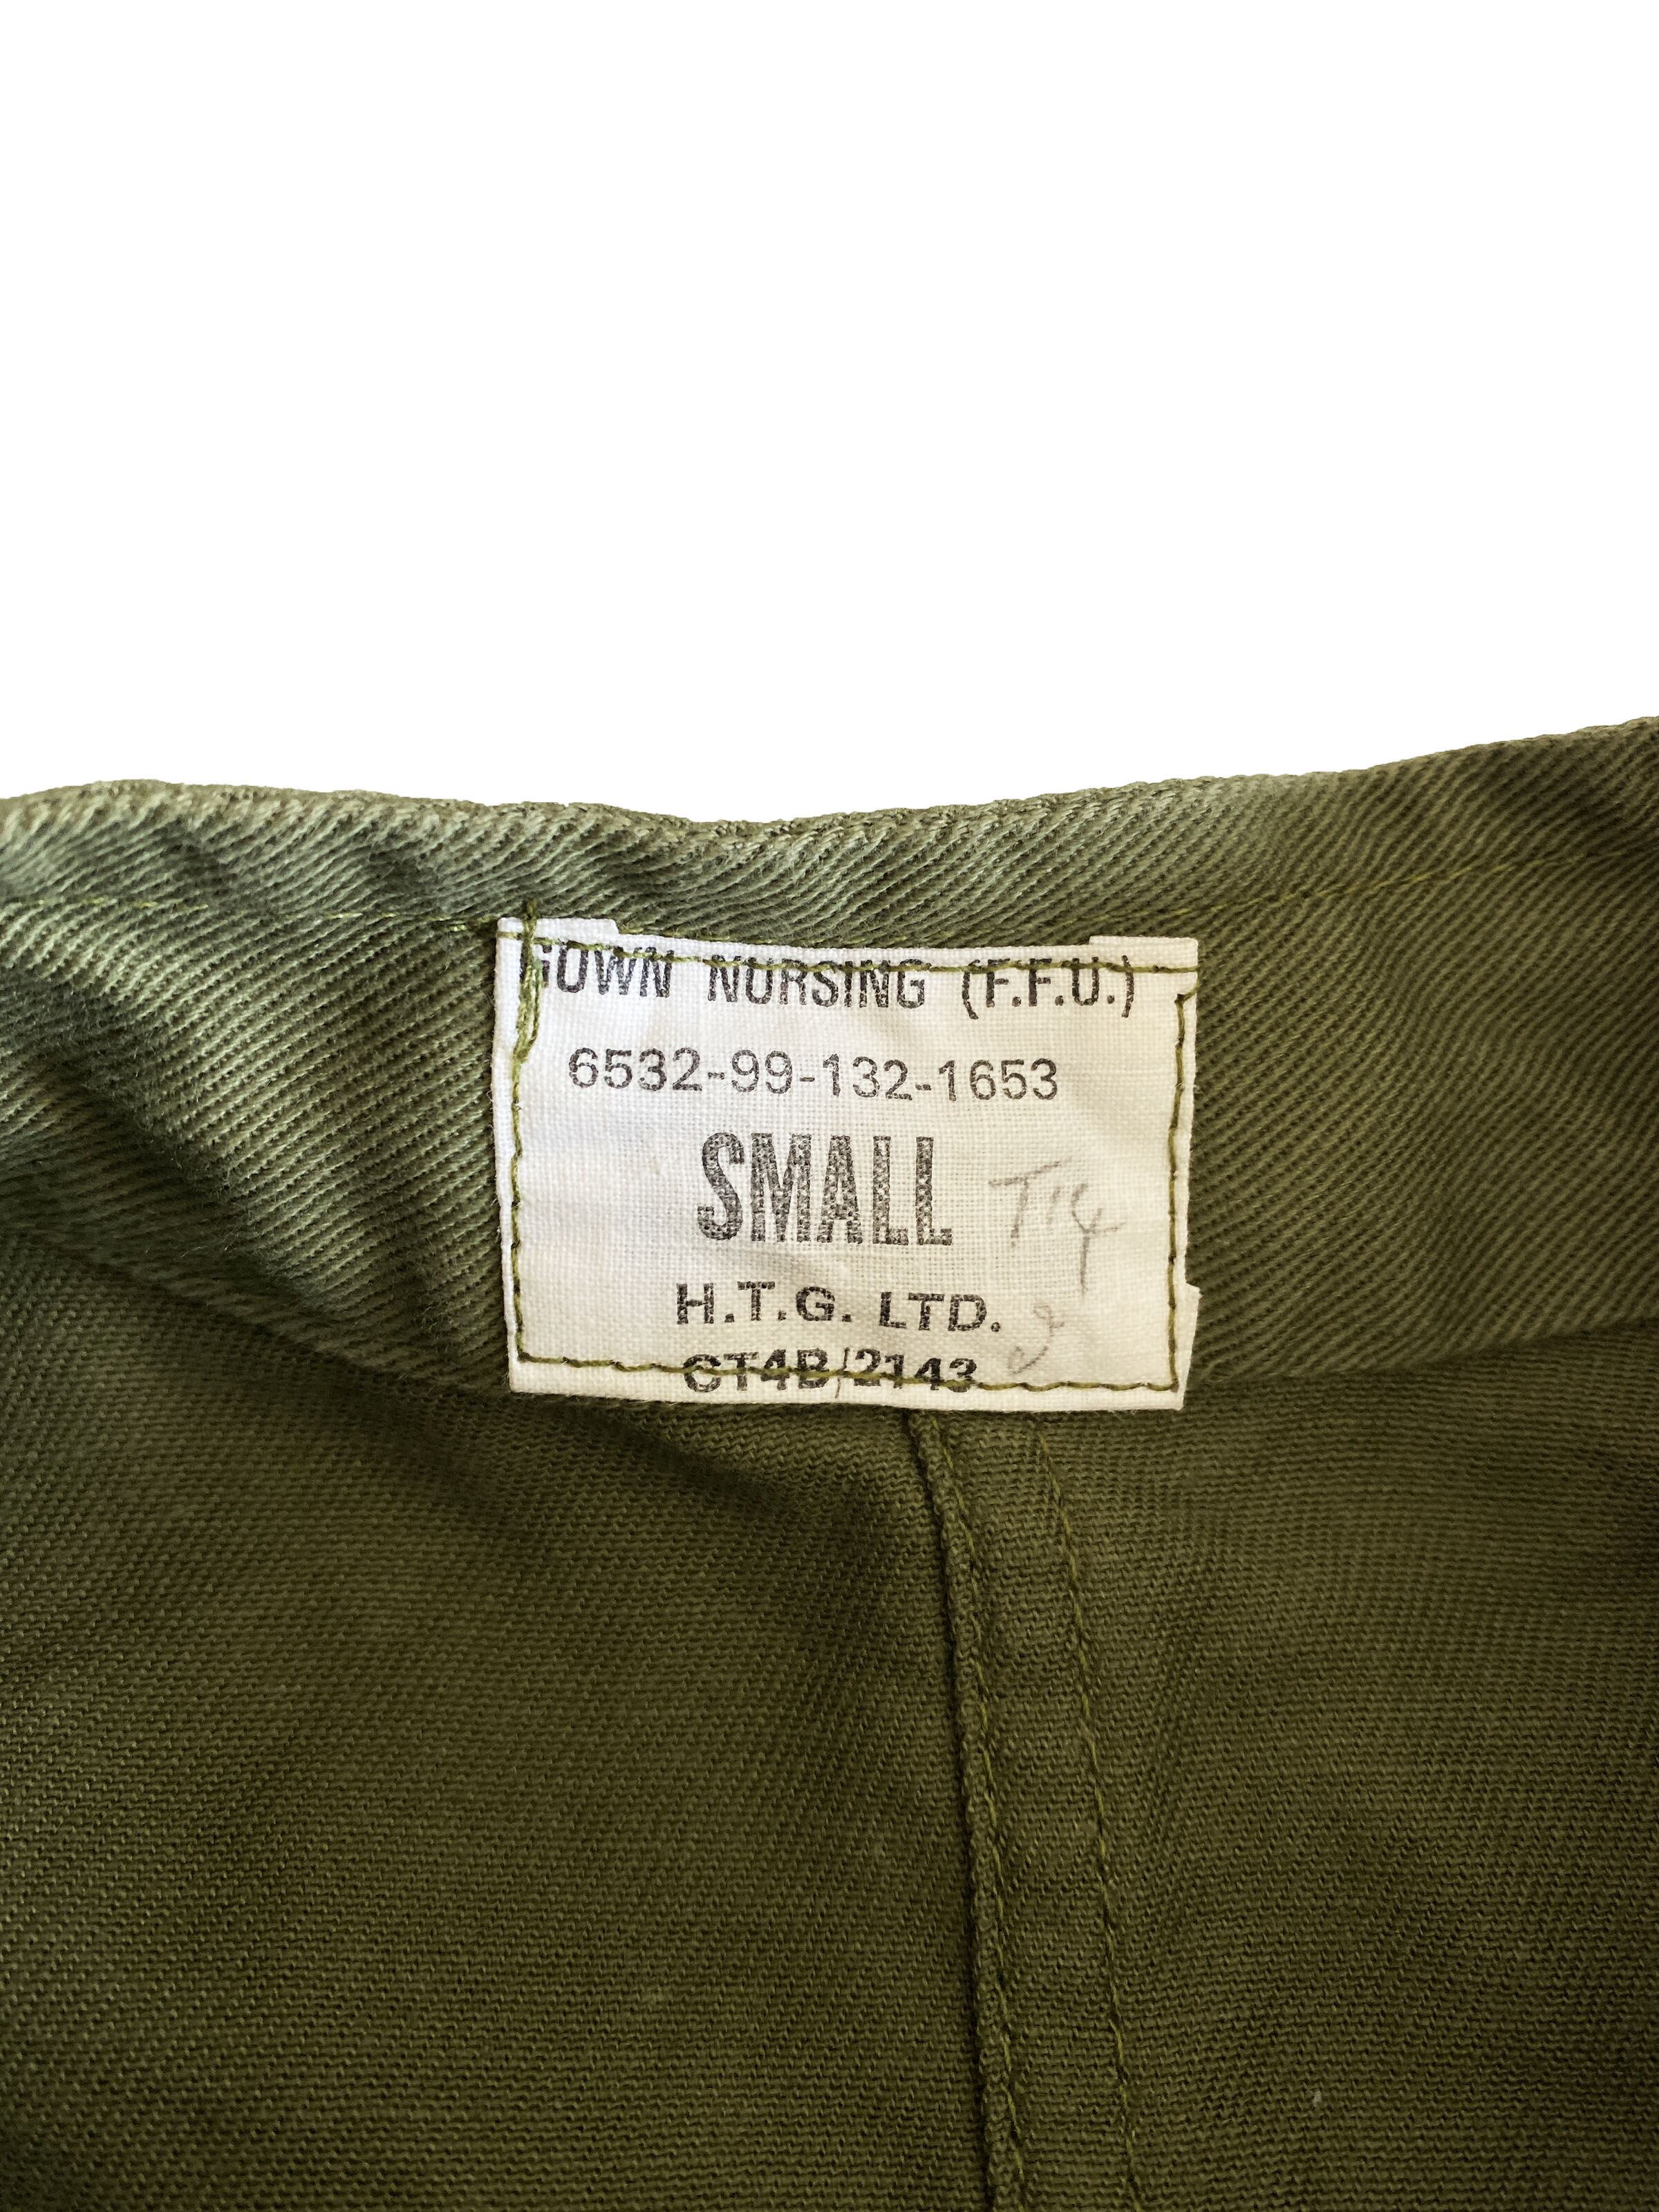 GOWN NURSING (F.F.U.)
6532-99-132-1653
SMALL
H.T.G. LTD.
CT4B/2143